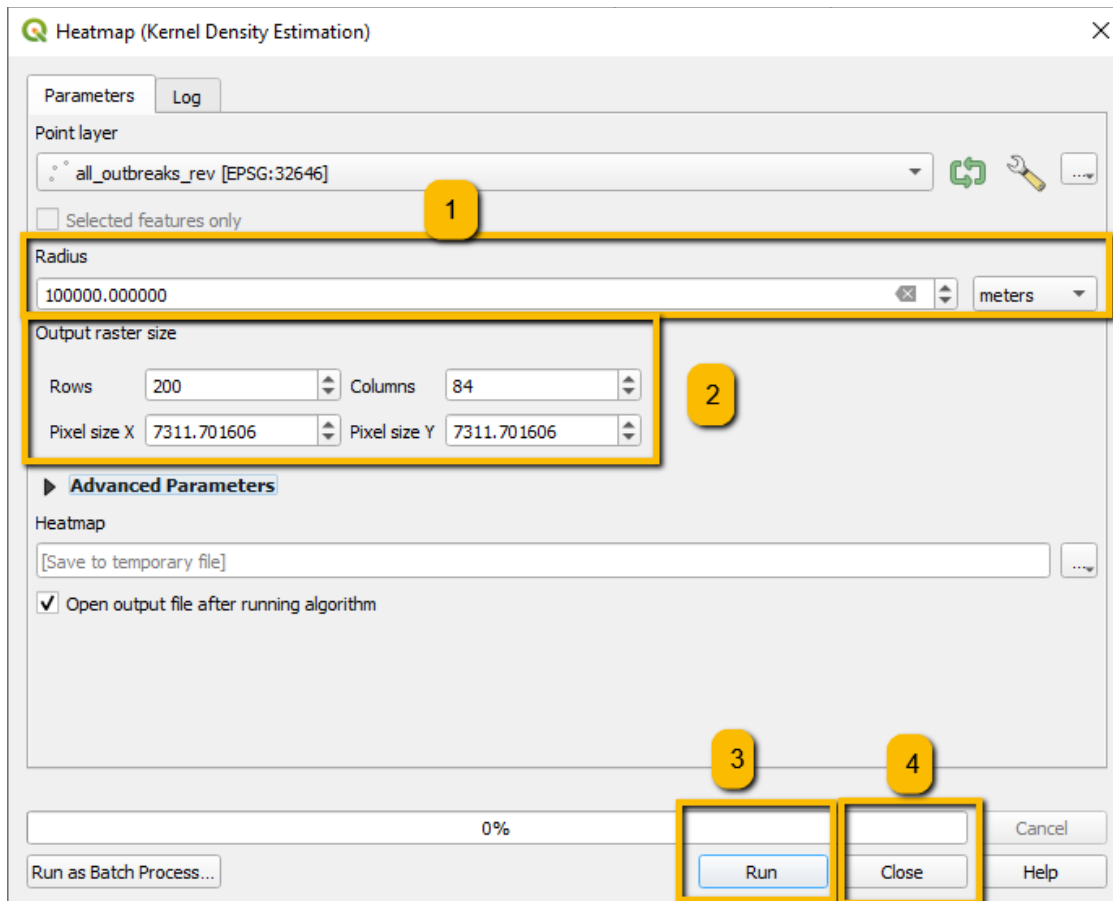 Heatmap (Kernel Density Estimation)
Parameters Log
Point layer
all_outbreaks_rev [EPSG:32646]
...
1
Selected features only
Radius
100000.000000 meters
Output raster size
Rows 200 Columns 84
2
Pixel size X 7311.701606 Pixel size Y 7311.701606
Advanced Parameters
Heatmap
[Save to temporary file] ...
Open output file after running algorithm
3 4
0% Cancel
Run as Batch Process... Run Close Help